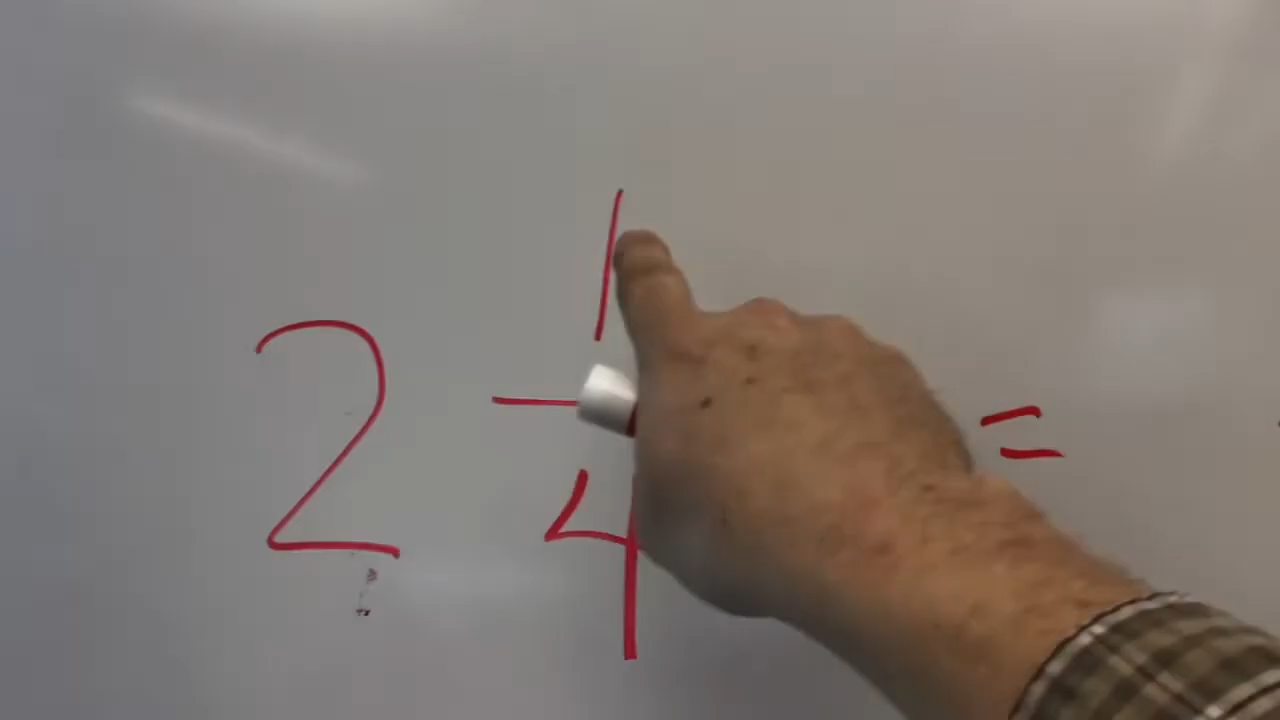 2 1/4 =